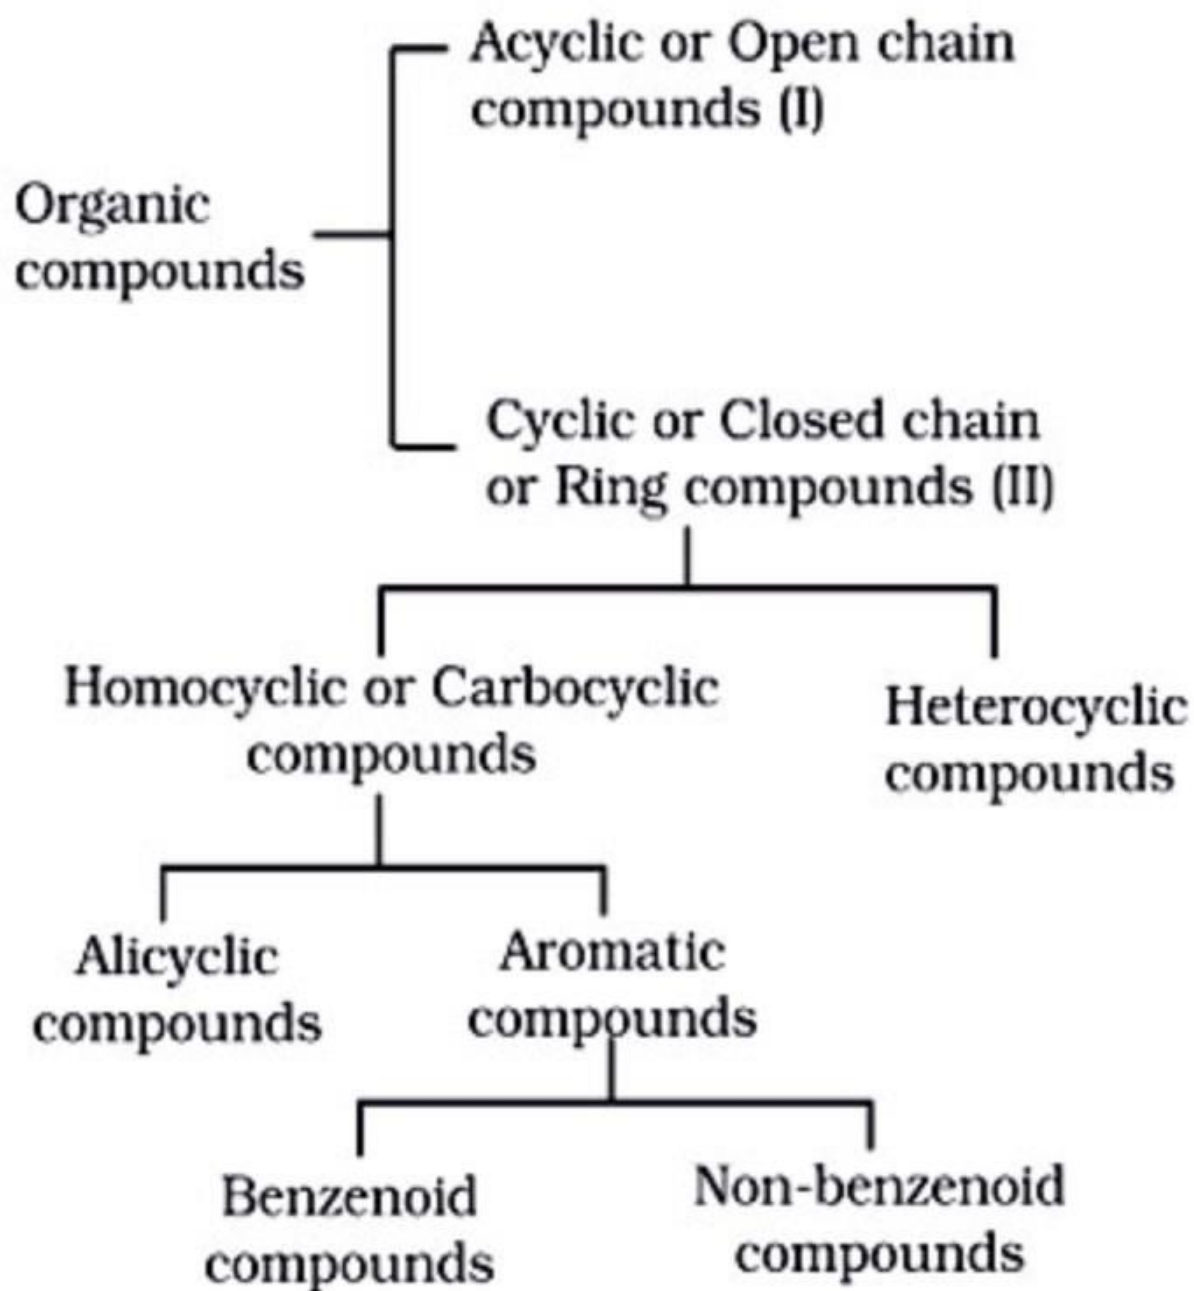 Acyclic or Open chain
compounds (I)
Organic
compounds
Cyclic or Closed chain
or Ring compounds (II)
Homocyclic or Carbocyclic
compounds
Heterocyclic
compounds
Alicyclic
compounds
Aromatic
compounds
Benzenoid
compounds
Non-benzenoid
compounds